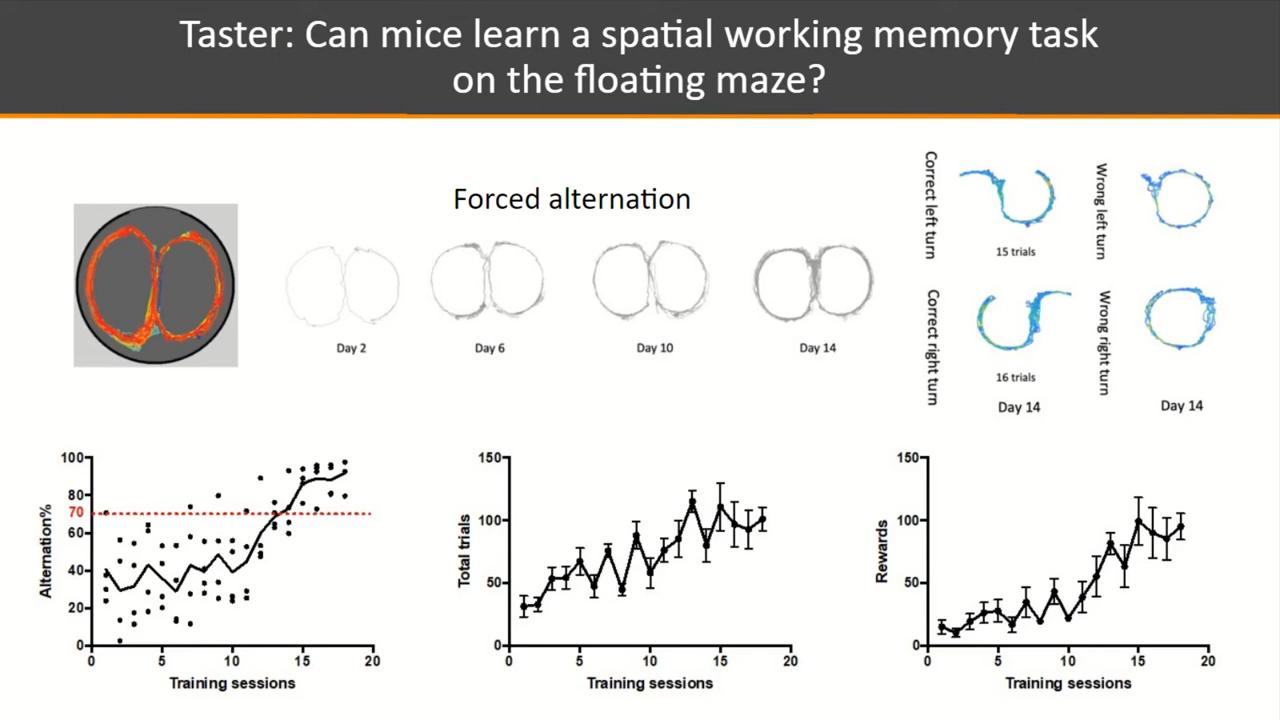 Taster: Can mice learn a spatial working memory task
on the floating maze?
Forced alternation
Day 2
Day 6
Day 10
Day 14
Correct left turn
15 trials
Wrong left turn
Correct right turn
16 trials
Day 14
Wrong right turn
Day 14
Alternation%
100
80
70
60
40
20
0
0
5
10
15
20
Training sessions
Total trials
150
100
50
0
0
5
10
15
20
Training sessions
Rewards
150
100
50
0
0
5
10
15
20
Training sessions